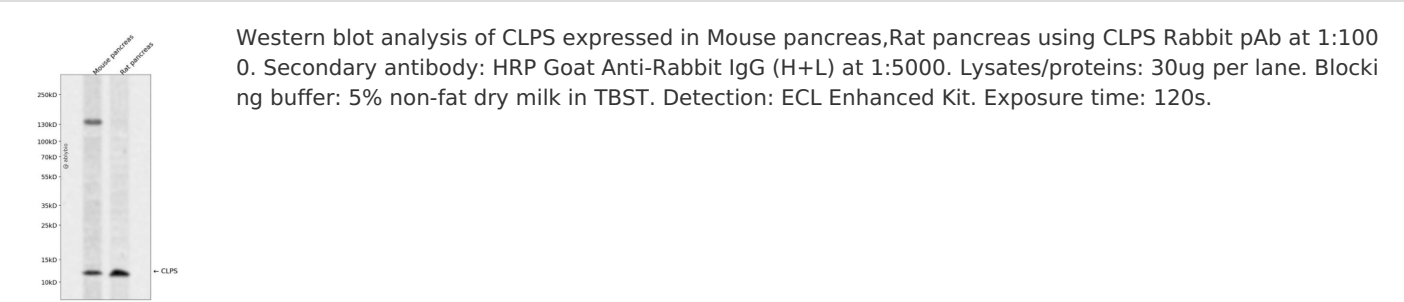 Mouse pancreas
Rat pancreas
250kD
130kD
100kD
70kD
55kD
35kD
25kD
15kD
10kD
← CLPS
Western blot analysis of CLPS expressed in Mouse pancreas,Rat pancreas using CLPS Rabbit pAb at 1:100
0. Secondary antibody: HRP Goat Anti-Rabbit IgG (H+L) at 1:5000. Lysates/proteins: 30ug per lane. Blocki
ng buffer: 5% non-fat dry milk in TBST. Detection: ECL Enhanced Kit. Exposure time: 120s.